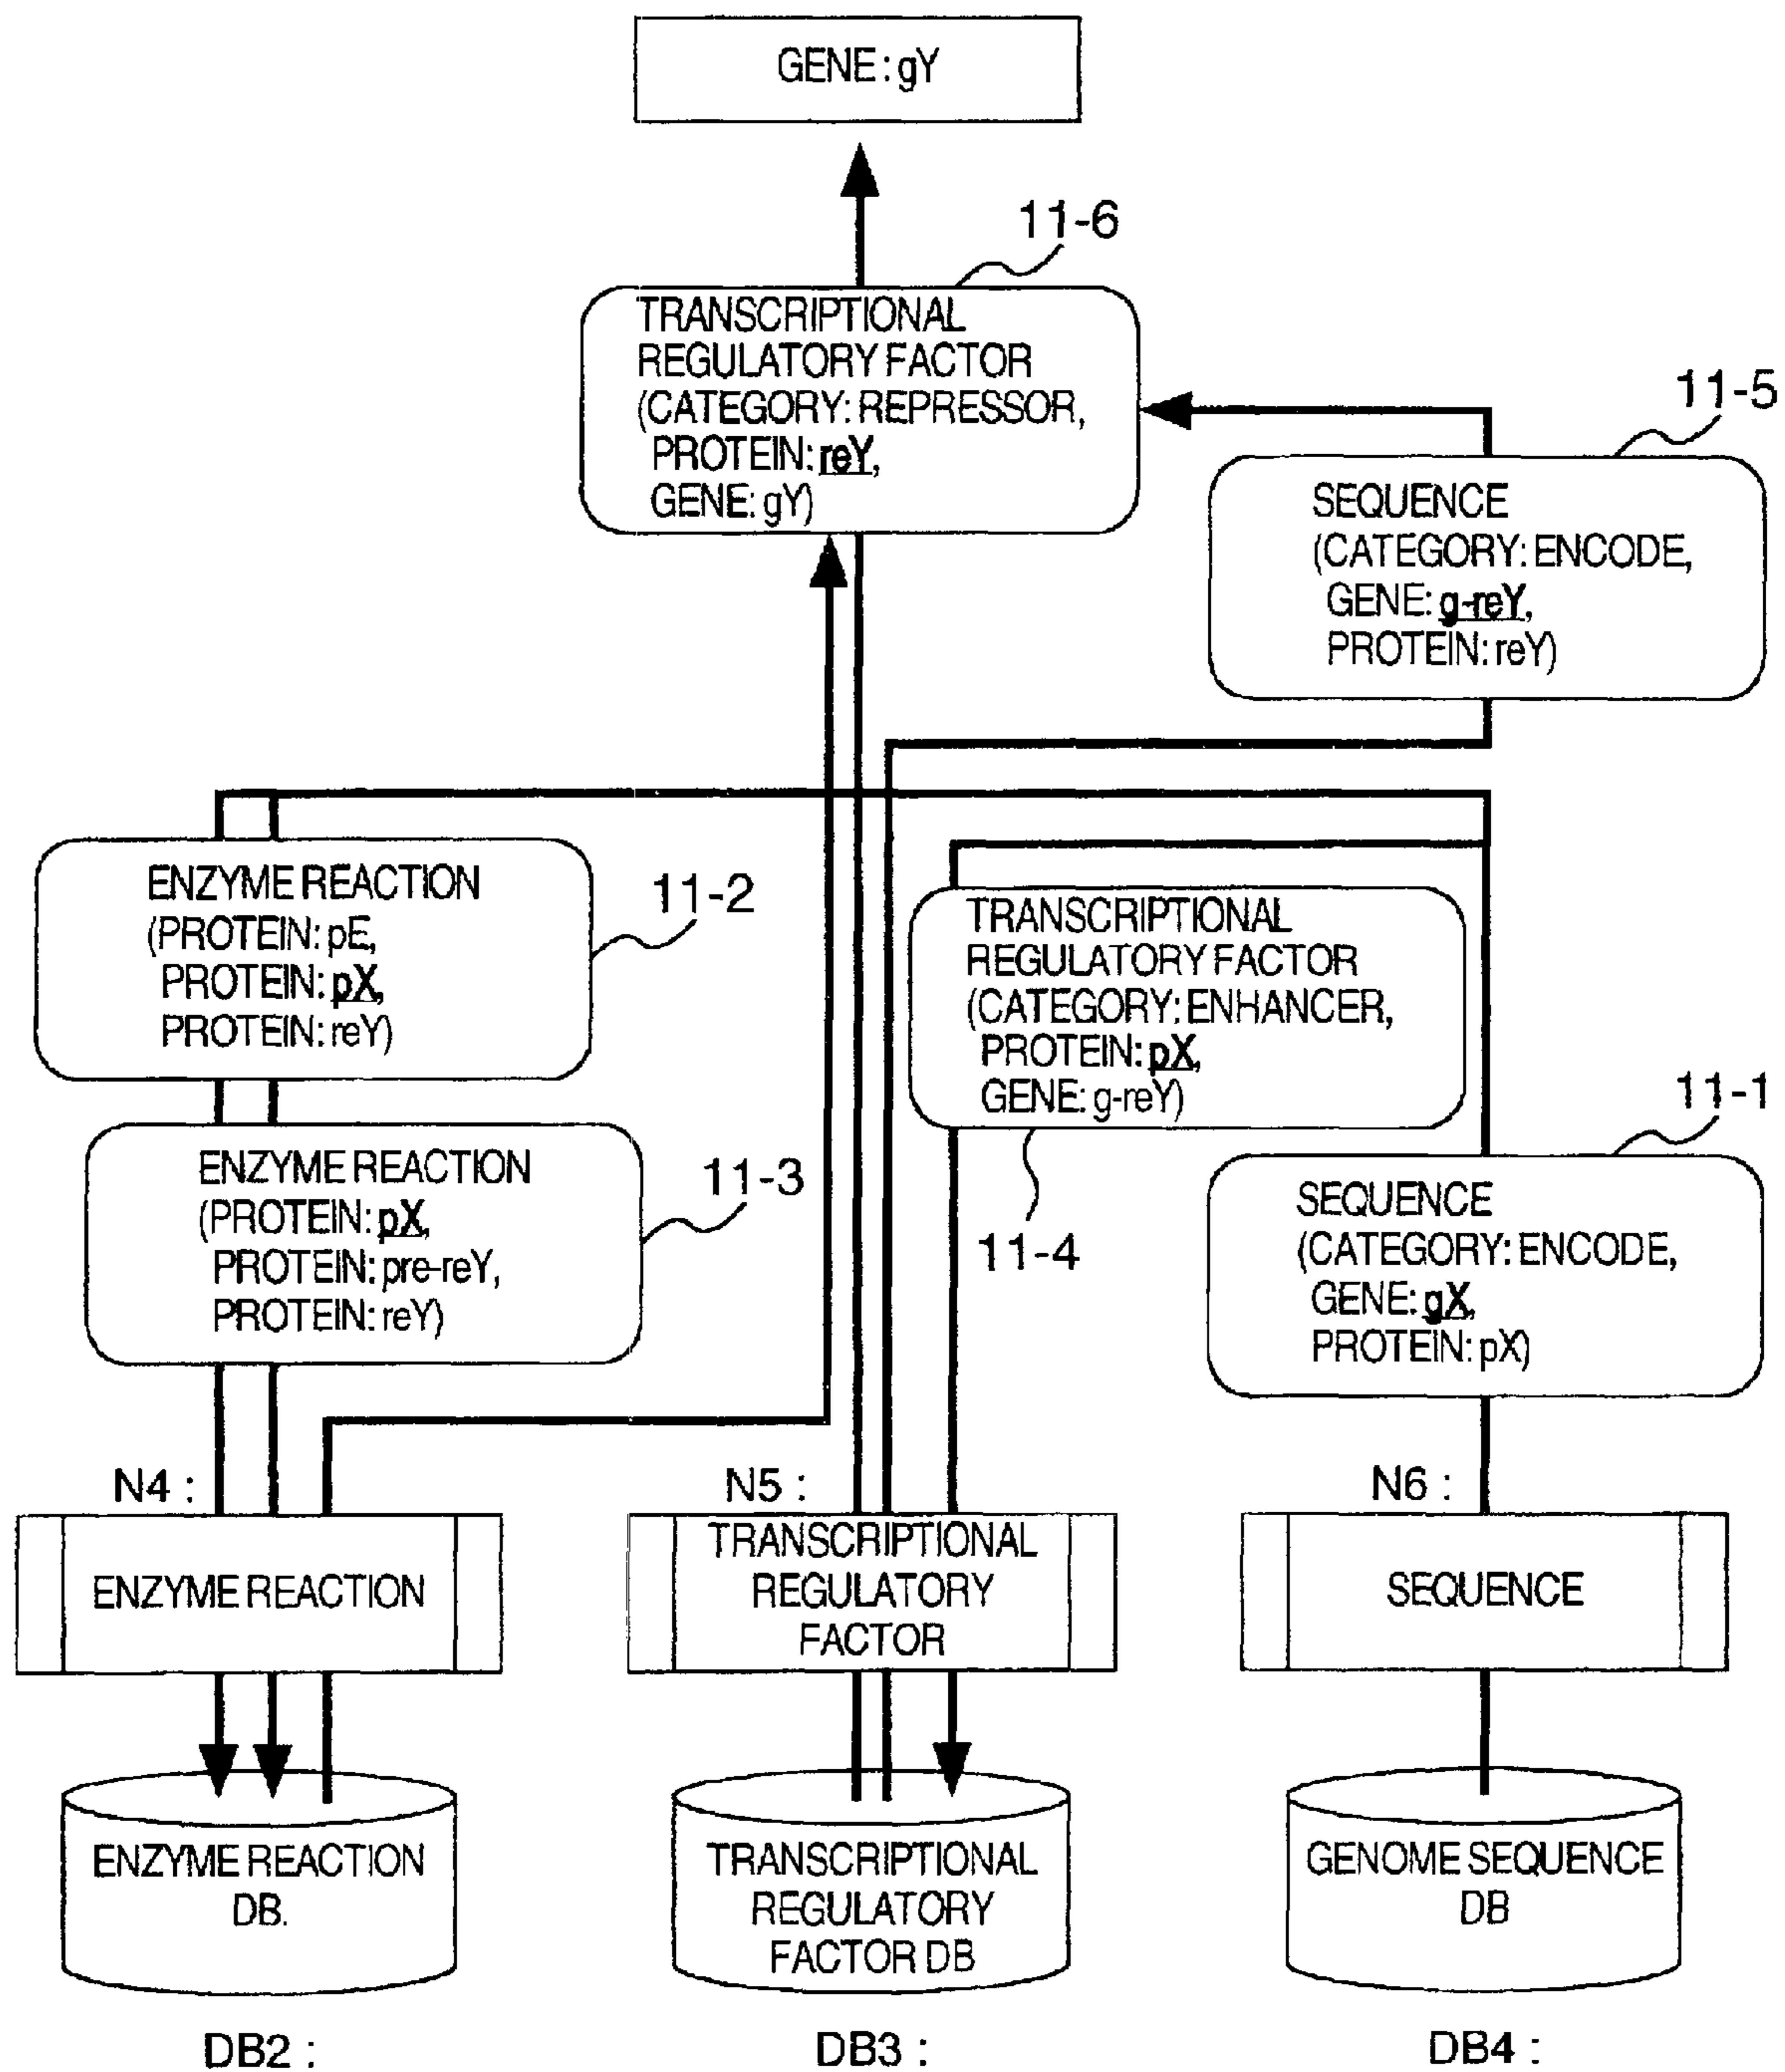 GENE: gY
11-6
TRANSCRIPTIONAL
REGULATORY FACTOR
(CATEGORY: REPRESSOR,
PROTEIN: reY,
GENE: gY)
11-5
SEQUENCE
(CATEGORY: ENCODE,
GENE: g-reY,
PROTEIN: reY)
ENZYME REACTION
(PROTEIN: pE,
PROTEIN: pX,
PROTEIN: reY)
11-2
TRANSCRIPTIONAL
REGULATORY FACTOR
(CATEGORY: ENHANCER,
PROTEIN: pX,
GENE: g-reY)
11-4
ENZYME REACTION
(PROTEIN: pX,
PROTEIN: pre-reY,
PROTEIN: reY)
11-3
11-1
SEQUENCE
(CATEGORY: ENCODE,
GENE: gX,
PROTEIN: pX)
N4 :
ENZYME REACTION
N5 :
TRANSCRIPTIONAL
REGULATORY
FACTOR
N6 :
SEQUENCE
ENZYME REACTION
DB.
TRANSCRIPTIONAL
REGULATORY
FACTOR DB
GENOME SEQUENCE
DB
DB2 :
DB3 :
DB4 :